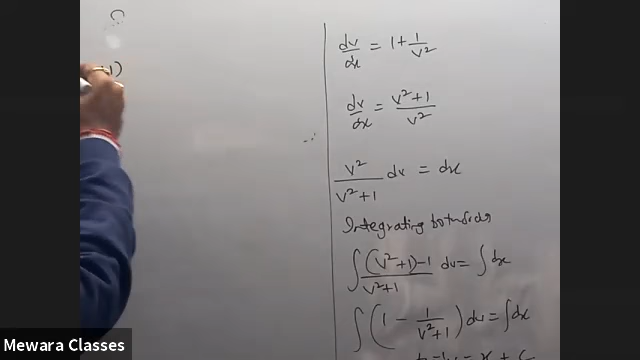 1)
dv/dx = 1 + 1/v²
dv/dx = (v²+1)/v²
v²/(v²+1) dv = dx
Integrating both sides
∫ ((v²+1)-1)/(v²+1) dv = ∫dx
∫ (1 - 1/(v²+1)) dv = ∫dx
= x + c
Mewara Classes